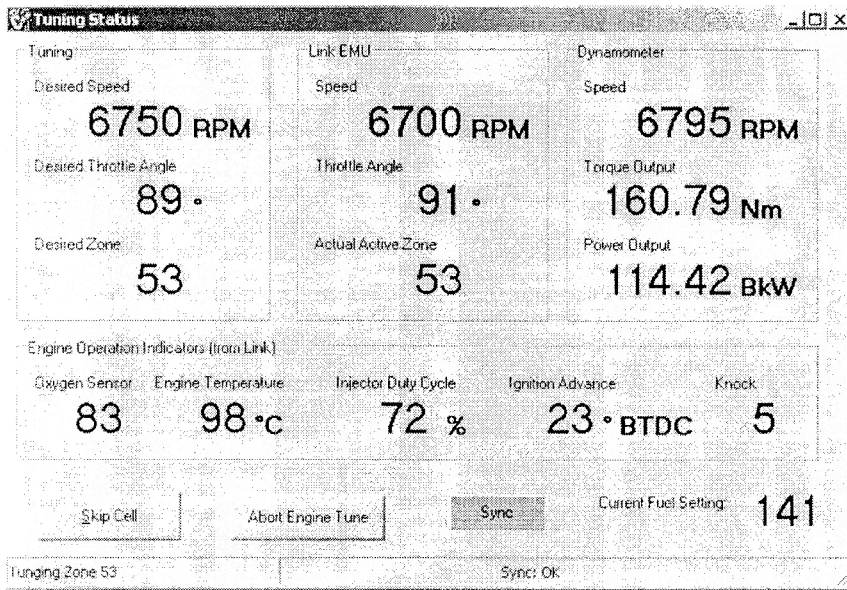 Tuning Status
Tuning
Desired Speed
6750 RPM
Desired Throttle Angle
89 °
Desired Zone
53
Link EMU
Speed
6700 RPM
Throttle Angle
91 °
Actual Active Zone
53
Dynamometer
Speed
6795 RPM
Torque Output
160.79 Nm
Power Output
114.42 BkW
Engine Operation Indicators (from Link)
Oxygen Sensor Engine Temperature Injector Duty Cycle Ignition Advance Knock
83 98 °C 72 % 23 ° BTDC 5
Skip Cell Abort Engine Tune Sync Current Fuel Setting: 141
Tunging Zone 53 Sync: OK